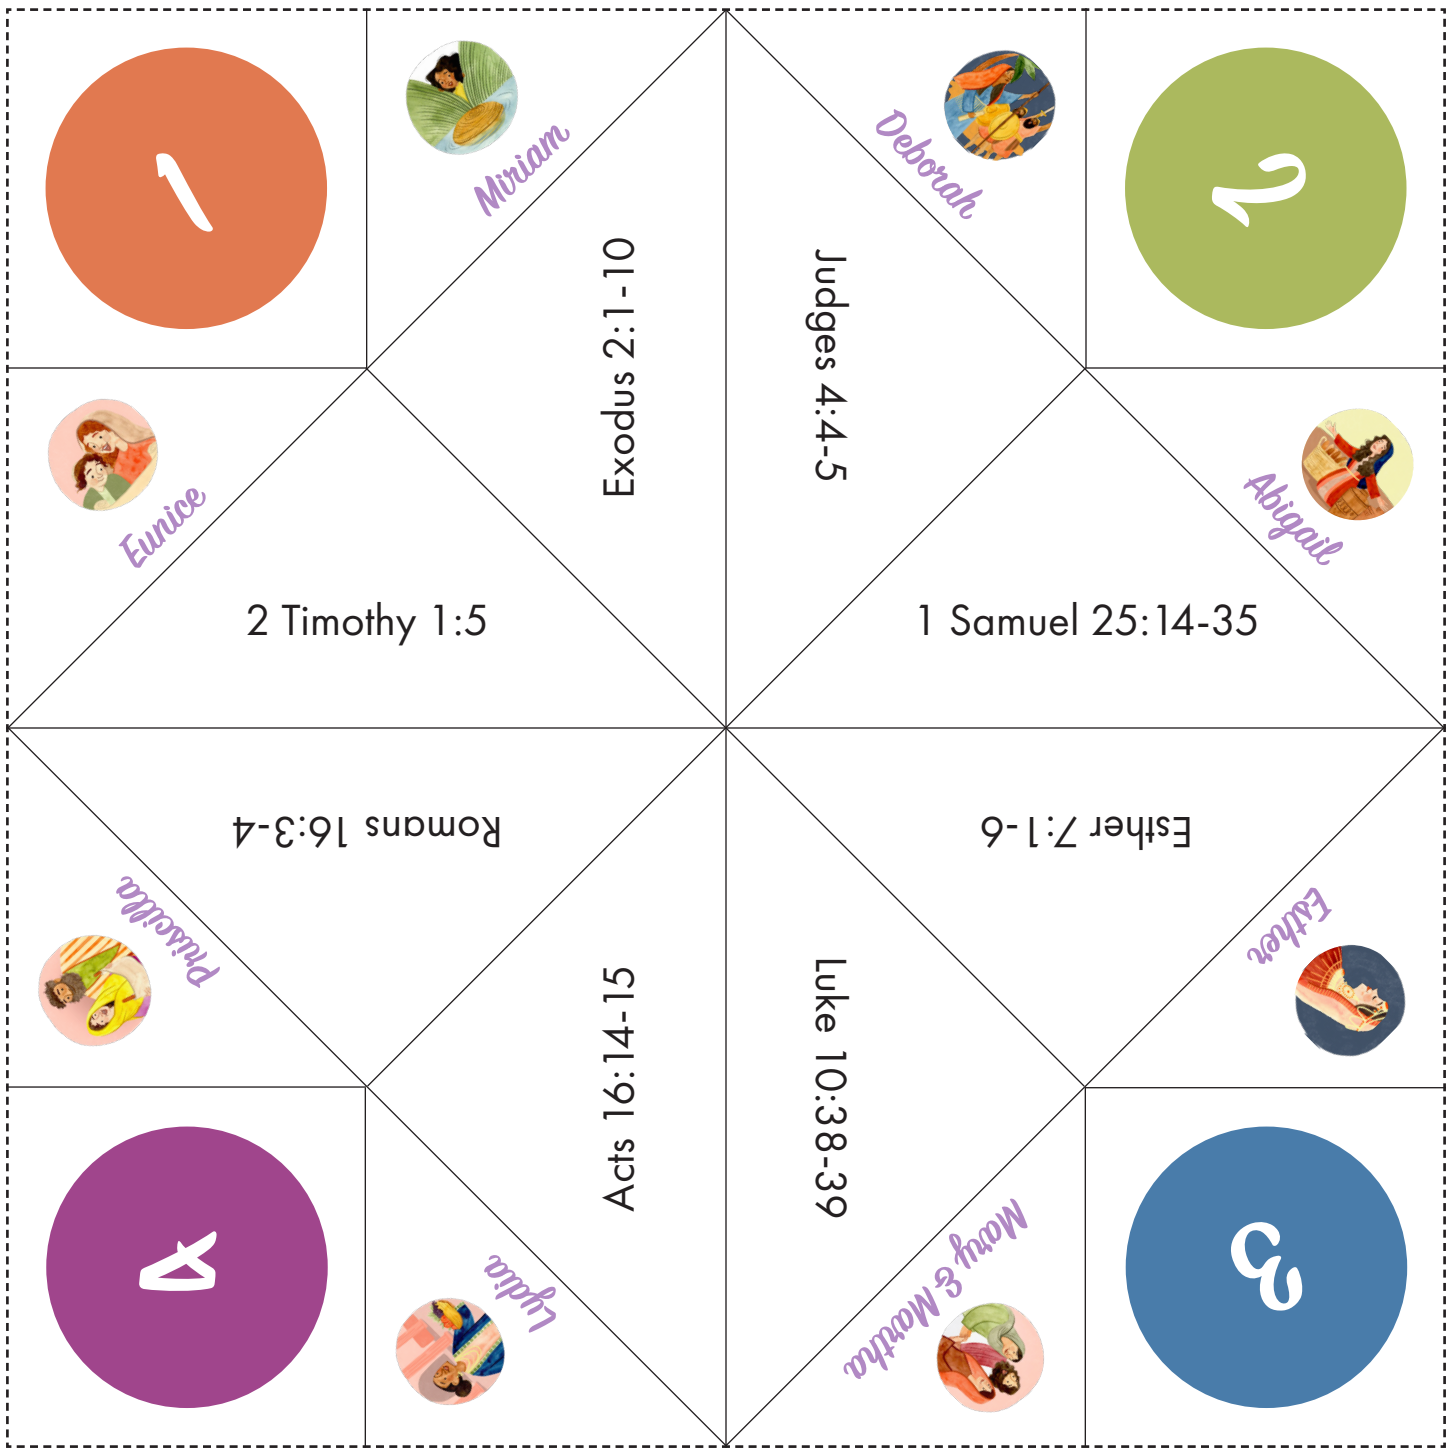 1
Miriam
Deborah
2
Exodus 2:1-10
Judges 4:4-5
Eunice
Abigail
2 Timothy 1:5
1 Samuel 25:14-35
Romans 16:3-4
Esther 7:1-6
Priscilla
Esther
Acts 16:14-15
Luke 10:38-39
4
Lydia
Mary & Martha
3